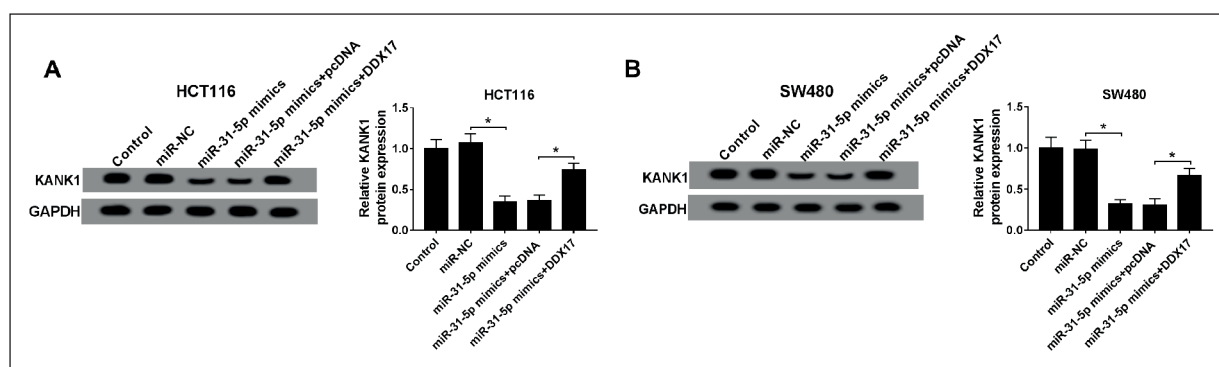 A
HCT116
Control
miR-NC
miR-31-5p mimics
miR-31-5p mimics+pcDNA
miR-31-5p mimics+DDX17
KANK1
GAPDH
HCT116
Relative KANK1
protein expression
1.5
1.0
0.5
0.0
*
*
Control
miR-NC
miR-31-5p mimics
miR-31-5p mimics+pcDNA
miR-31-5p mimics+DDX17
B
SW480
Control
miR-NC
miR-31-5p mimics
miR-31-5p mimics+pcDNA
miR-31-5p mimics+DDX17
KANK1
GAPDH
SW480
Relative KANK1
protein expression
1.5
1.0
0.5
0.0
*
*
Control
miR-NC
miR-31-5p mimics
miR-31-5p mimics+pcDNA
miR-31-5p mimics+DDX17